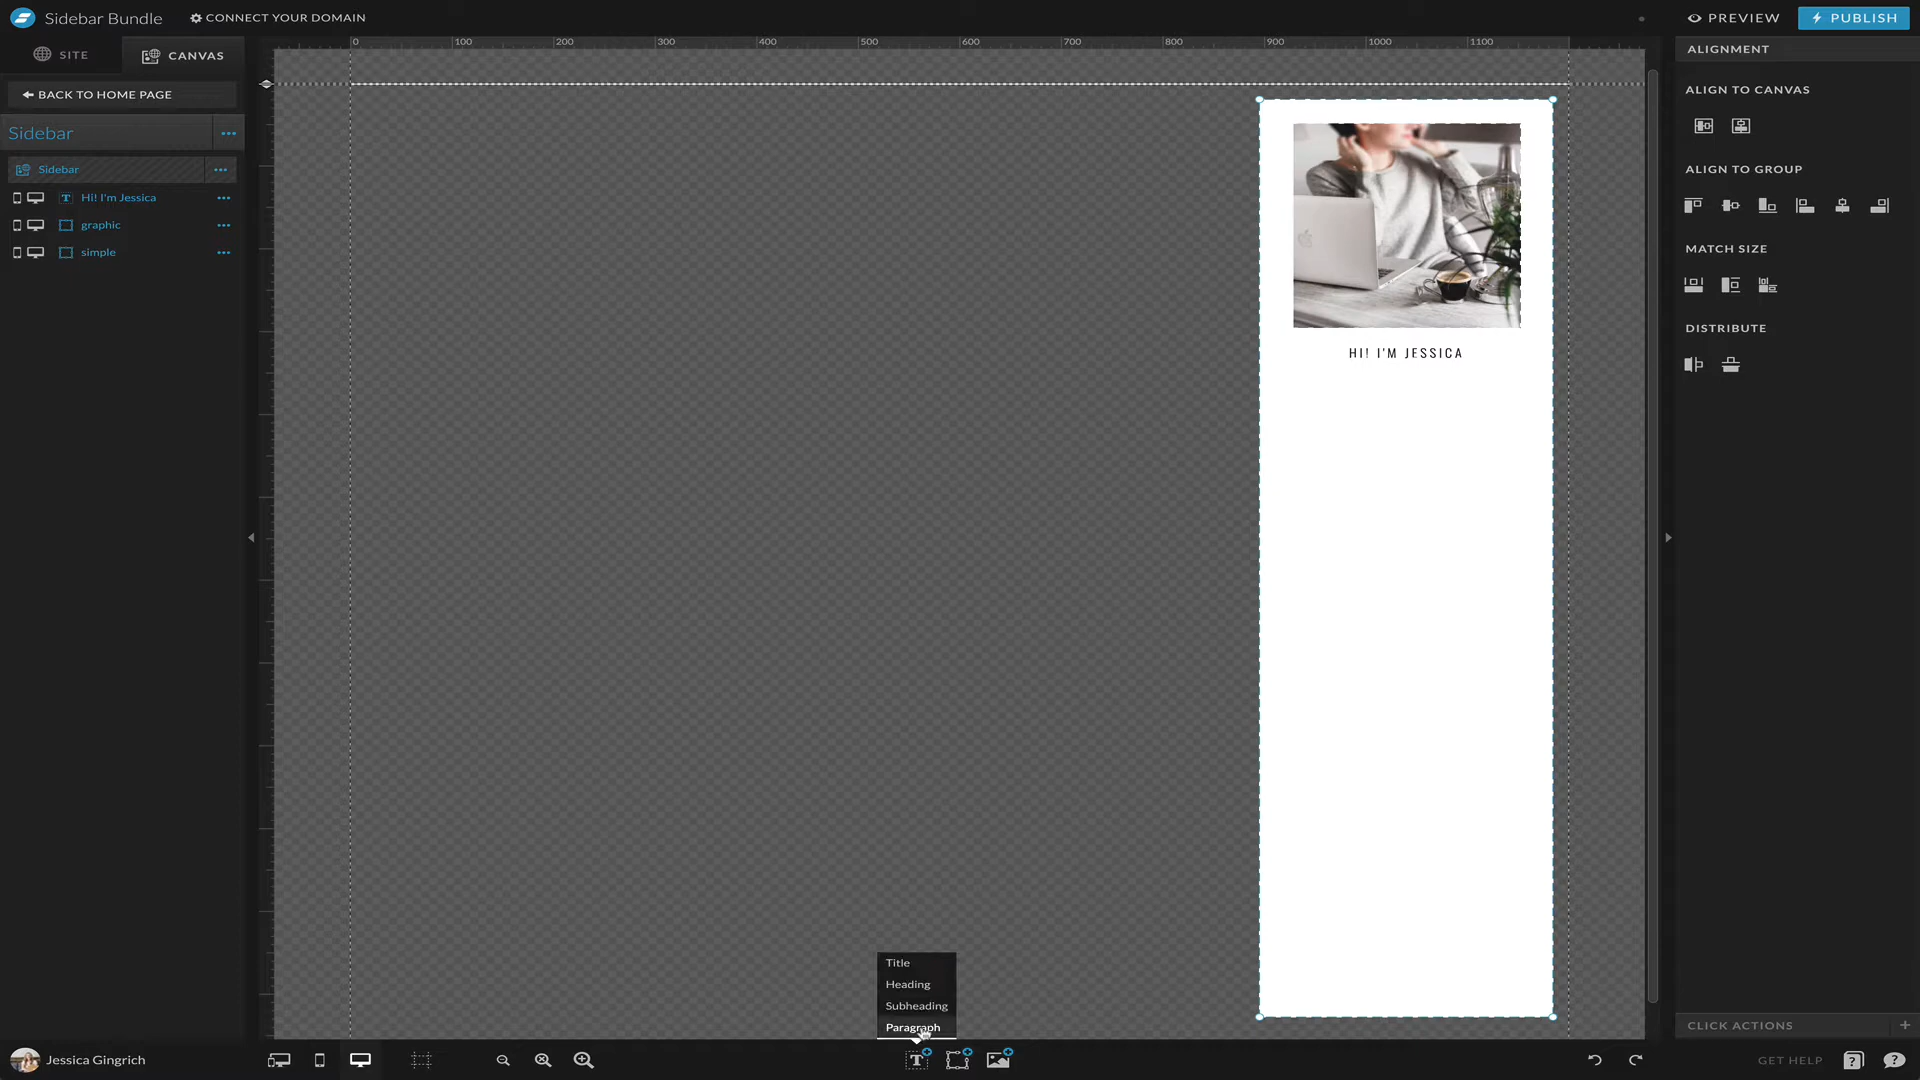 Sidebar Bundle
CONNECT YOUR DOMAIN
PREVIEW
PUBLISH
SITE
CANVAS
0 100 200 300 400 500 600 700 800 900 1000 1100
ALIGNMENT
BACK TO HOME PAGE
ALIGN TO CANVAS
Sidebar
Sidebar
ALIGN TO GROUP
Hi! I'm Jessica
graphic
simple
MATCH SIZE
DISTRIBUTE
HI! I'M JESSICA
Title
Heading
Subheading
Paragraph
CLICK ACTIONS
Jessica Gingrich
T
GET HELP